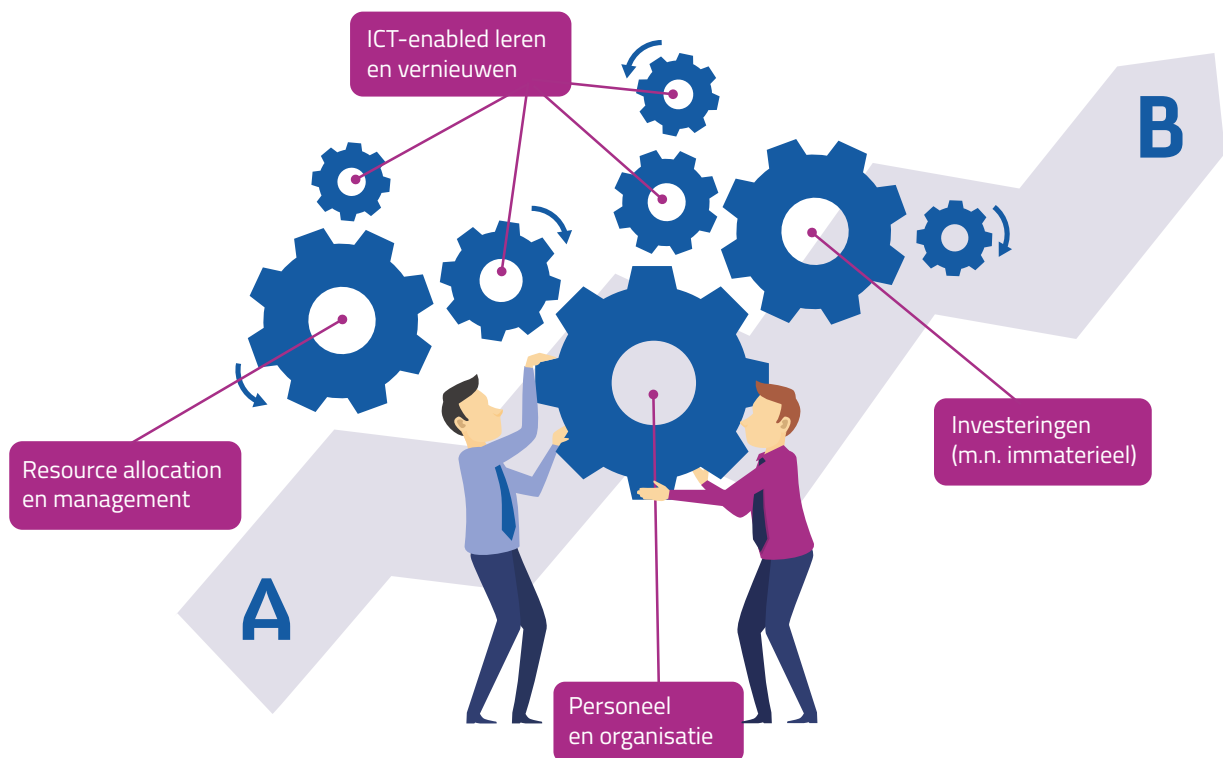 ICT-enabled leren
en vernieuwen
B
Investeringen
(m.n. immaterieel)
Resource allocation
en management
A
Personeel
en organisatie